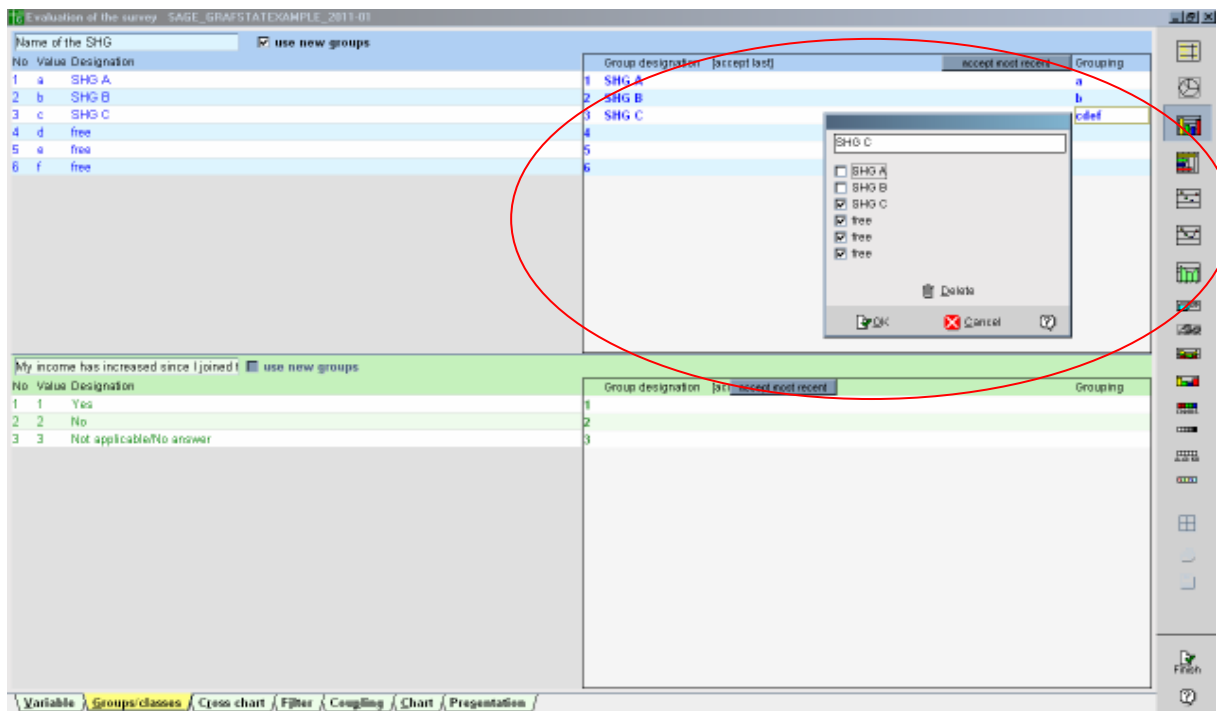 Evaluation of the survey SAGE_GRAFSTATEXAMPLE_2011-01
Name of the SHG
use new groups
No Value Designation
1 a SHG A
2 b SHG B
3 c SHG C
4 d free
5 e free
6 f free
Group designation [accept last] accept most recent Grouping
1 SHG A a
2 SHG B b
3 SHG C cdef
4
5
6
SHG C
SHG A
SHG B
SHG C
free
free
free
Delete
OK Cancel
My income has increased since I joined t
use new groups
No Value Designation
1 1 Yes
2 2 No
3 3 Not applicable/No answer
Group designation [acc accept most recent Grouping
1
2
3
Finish
Variable Groups/classes Cross chart Filter Coupling Chart Presentation